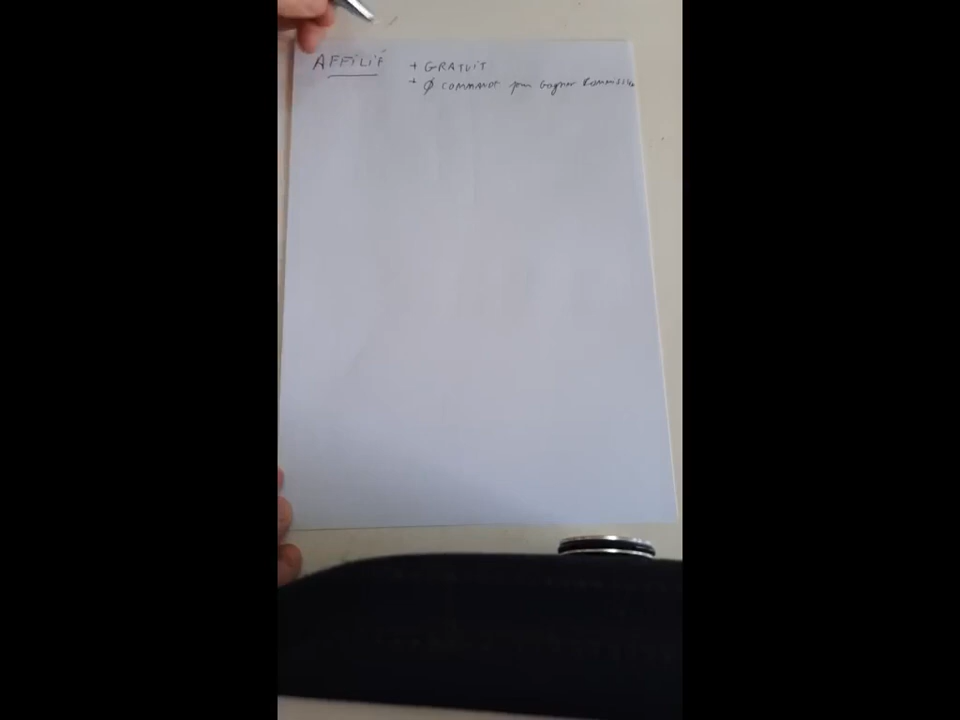 AFFILIÉ + GRATUIT
+ Ø COMMANDE pour Gagner Commission